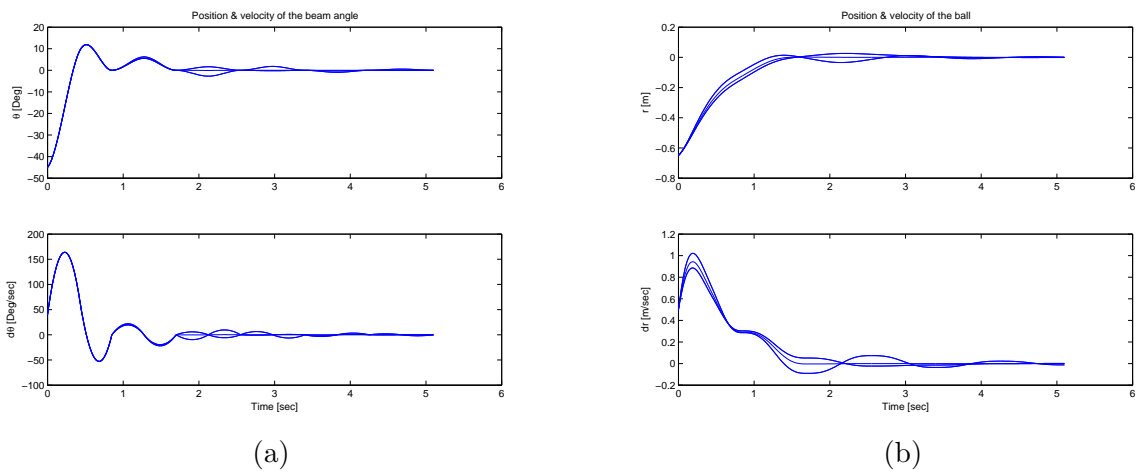 Position & velocity of the beam angle
20
10
0
−10
−20
−30
−40
−50
θ [Deg]
0 1 2 3 4 5 6
200
150
100
50
0
−50
−100
dθ [Deg/sec]
0 1 2 3 4 5 6
Time [sec]
(a)
Position & velocity of the ball
0.2
0
−0.2
−0.4
−0.6
−0.8
r [m]
0 1 2 3 4 5 6
1.2
1
0.8
0.6
0.4
0.2
0
−0.2
dr [m/sec]
0 1 2 3 4 5 6
Time [sec]
(b)